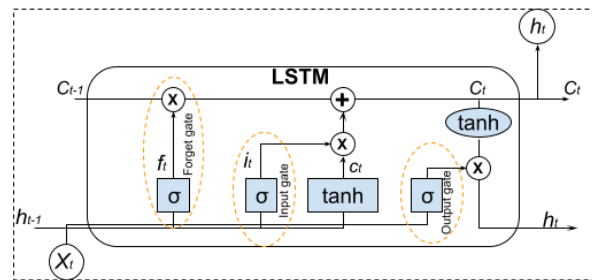 hₜ
LSTM
Cₜ₋₁
X
+
Cₜ
Cₜ
tanh
fₜ
Forget gate
iₜ
Input gate
X
cₜ
X
σ
σ
tanh
σ
Output gate
hₜ₋₁
hₜ
Xₜ